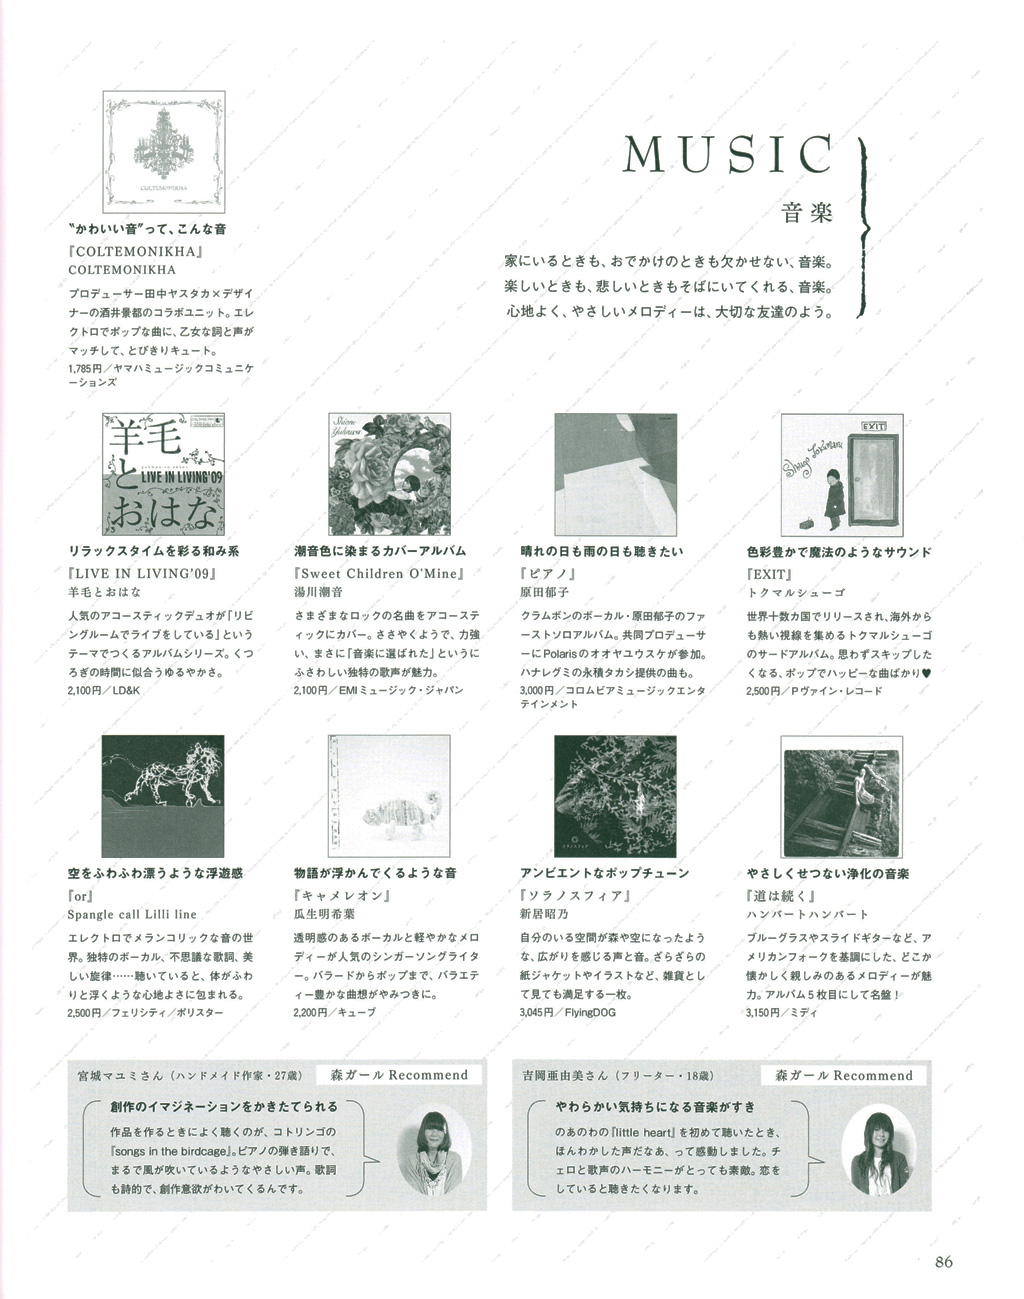 MUSIC
音楽
家にいるときも、おでかけのときも欠かせない、音楽。
楽しいときも、悲しいときもそばにいてくれる、音楽。
心地よく、やさしいメロディーは、大切な友達のよう。
COLTEMONIKHA
“かわいい音”って、こんな音
『COLTEMONIKHA』
COLTEMONIKHA
プロデューサー田中ヤスタカ×デザイ
ナーの酒井景都のコラボユニット。エレ
クトロでポップな曲に、乙女な詞と声が
マッチして、とびきりキュート。
1,785円／ヤマハミュージックコミュニケ
ーションズ
羊毛
と
LIVE IN LIVING'09
おはな
リラックスタイムを彩る和み系
『LIVE IN LIVING'09』
羊毛とおはな
人気のアコースティックデュオが「リビ
ングルームでライブをしている」という
テーマでつくるアルバムシリーズ。くつ
ろぎの時間に似合うゆるやかさ。
2,100円／LD&K
Shione
Yukawa
潮音色に染まるカバーアルバム
『Sweet Children O'Mine』
湯川潮音
さまざまなロックの名曲をアコーステ
ィックにカバー。ささやくようで、力強
い、まさに「音楽に選ばれた」というに
ふさわしい独特の歌声が魅力。
2,100円／EMIミュージック・ジャパン
晴れの日も雨の日も聴きたい
『ピアノ』
原田郁子
クラムボンのボーカル・原田郁子のファ
ーストソロアルバム。共同プロデューサ
ーにPolarisのオオヤユウスケが参加。
ハナレグミの永積タカシ提供の曲も。
3,000円／コロムビアミュージックエンタ
テインメント
EXIT
Shugo Tokumaru
色彩豊かで魔法のようなサウンド
『EXIT』
トクマルシューゴ
世界十数カ国でリリースされ、海外から
も熱い視線を集めるトクマルシューゴ
のサードアルバム。思わずスキップした
くなる、ポップでハッピーな曲ばかり♥
2,500円／Pヴァイン・レコード
空をふわふわ漂うような浮遊感
『or』
Spangle call Lilli line
エレクトロでメランコリックな音の世
界。独特のボーカル、不思議な歌詞、美
しい旋律……聴いていると、体がふわ
りと浮くような心地よさに包まれる。
2,500円／フェリシティ／ポリスター
物語が浮かんでくるような音
『キャメレオン』
瓜生明希葉
透明感のあるボーカルと軽やかなメロ
ディーが人気のシンガーソングライタ
ー。バラードからポップまで、バラエテ
ィー豊かな曲想がやみつきに。
2,200円／キューブ
ソラノスフィア
アンビエントなポップチューン
『ソラノスフィア』
新居昭乃
自分のいる空間が森や空になったよう
な、広がりを感じる声と音。ざらざらの
紙ジャケットやイラストなど、雑貨とし
て見ても満足する一枚。
3,045円／FlyingDOG
やさしくせつない浄化の音楽
『道は続く』
ハンバートハンバート
ブルーグラスやスライドギターなど、ア
メリカンフォークを基調にした、どこか
懐かしく親しみのあるメロディーが魅
力。アルバム5枚目にして名盤！
3,150円／ミディ
宮城マユミさん（ハンドメイド作家・27歳）
森ガール Recommend
創作のイマジネーションをかきたてられる
作品を作るときによく聴くのが、コトリンゴの
『songs in the birdcage』。ピアノの弾き語りで、
まるで風が吹いているようなやさしい声。歌詞
も詩的で、創作意欲がわいてくるんです。
吉岡亜由美さん（フリーター・18歳）
森ガール Recommend
やわらかい気持ちになる音楽がすき
のあのわの『little heart』を初めて聴いたとき、
ほんわかした声だなあ、って感動しました。チ
ェロと歌声のハーモニーがとっても素敵。恋を
していると聴きたくなります。
86